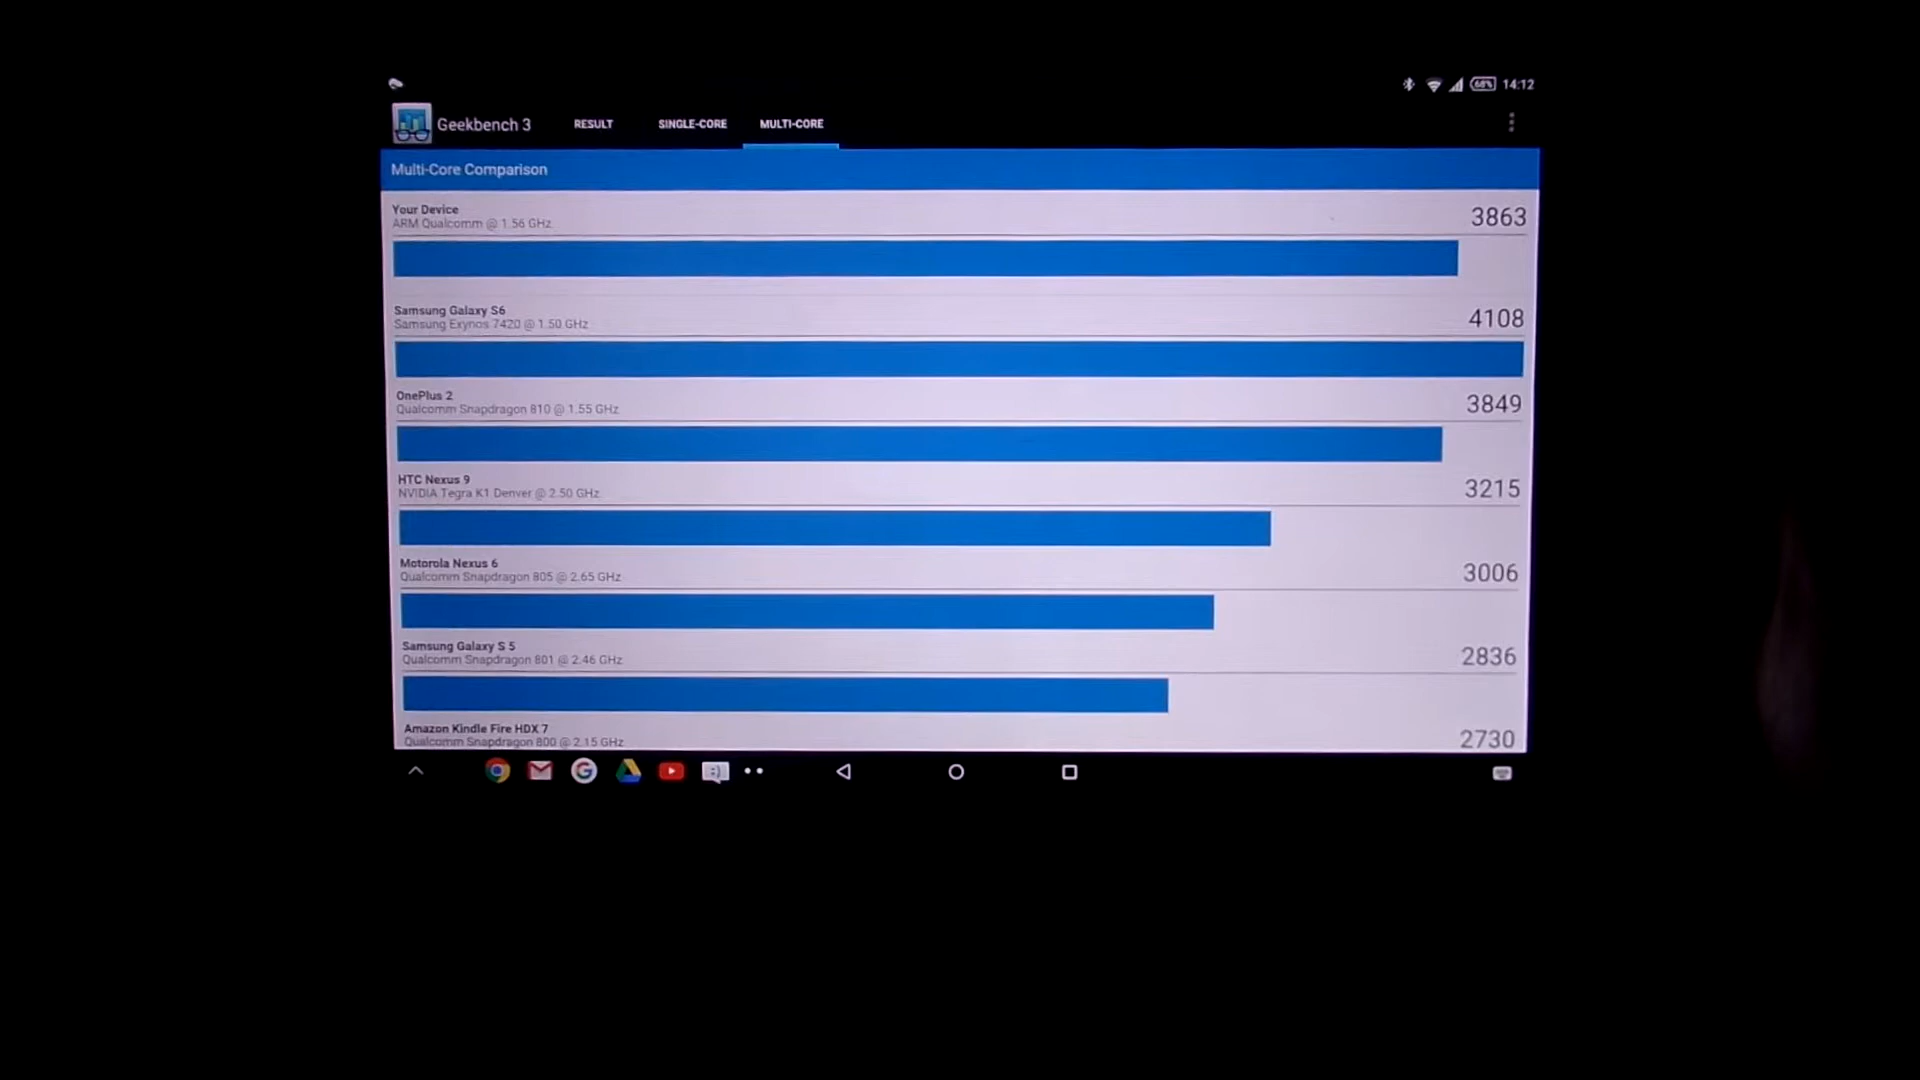 68% 14:12
Geekbench 3 RESULT SINGLE-CORE MULTI-CORE
Multi-Core Comparison
Your Device
ARM Qualcomm @ 1.56 GHz
3863
Samsung Galaxy S6
Samsung Exynos 7420 @ 1.50 GHz
4108
OnePlus 2
Qualcomm Snapdragon 810 @ 1.55 GHz
3849
HTC Nexus 9
NVIDIA Tegra K1 Denver @ 2.50 GHz
3215
Motorola Nexus 6
Qualcomm Snapdragon 805 @ 2.65 GHz
3006
Samsung Galaxy S 5
Qualcomm Snapdragon 801 @ 2.46 GHz
2836
Amazon Kindle Fire HDX 7
Qualcomm Snapdragon 800 @ 2.15 GHz
2730